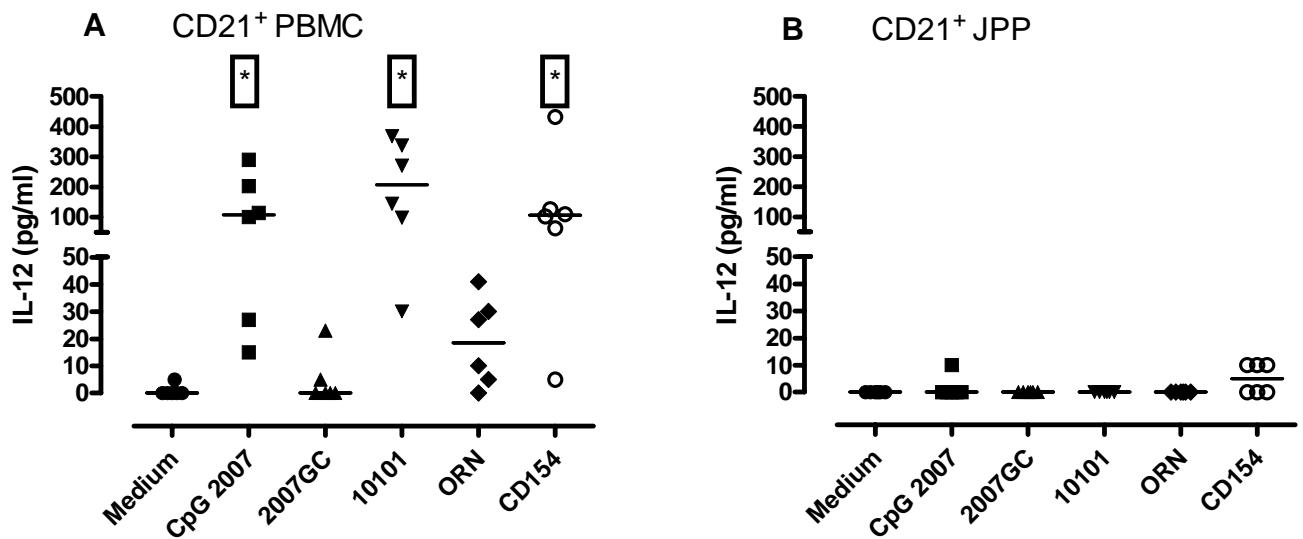 A CD21+ PBMC
* * *
IL-12 (pg/ml)
500
400
300
200
100
50
40
30
20
10
0
Medium
CpG 2007
2007GC
10101
ORN
CD154
B CD21+ JPP
IL-12 (pg/ml)
500
400
300
200
100
50
40
30
20
10
0
Medium
CpG 2007
2007GC
10101
ORN
CD154